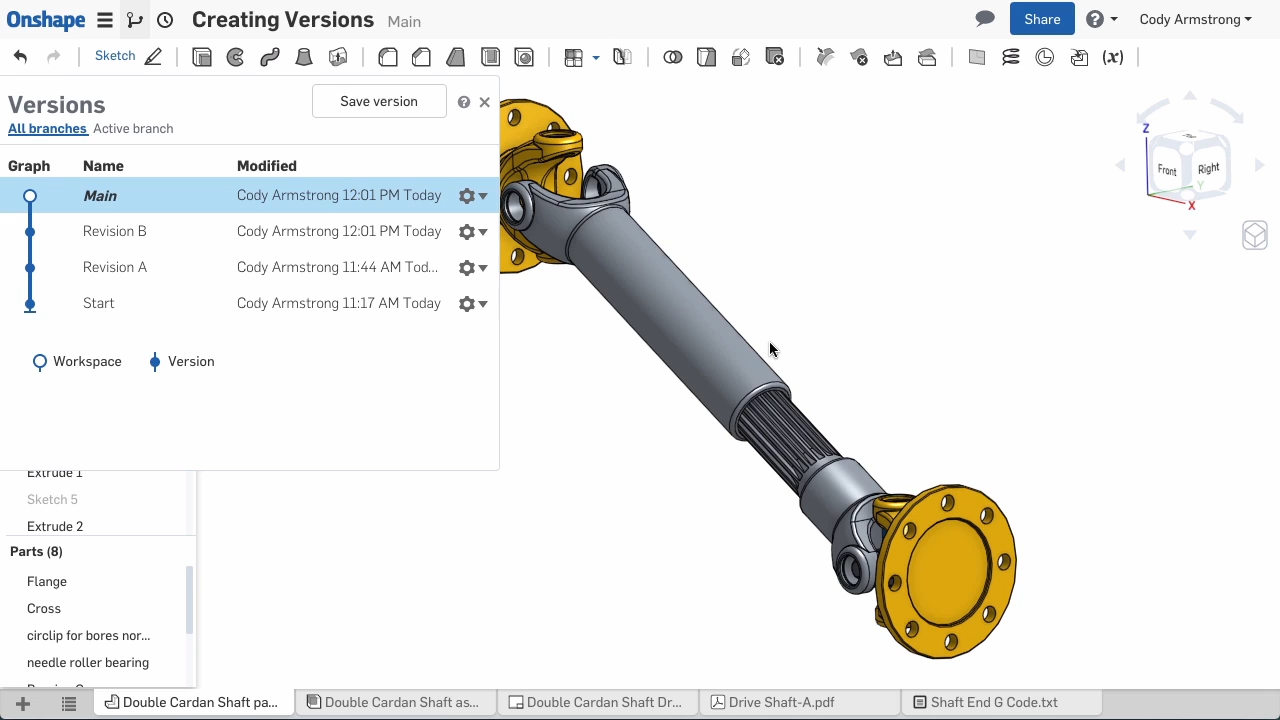 Onshape Creating Versions Main Share Cody Armstrong
Sketch (x)
Versions Save version
All branches Active branch
Graph Name Modified
Main Cody Armstrong 12:01 PM Today
Revision B Cody Armstrong 12:01 PM Today
Revision A Cody Armstrong 11:44 AM Tod...
Start Cody Armstrong 11:17 AM Today
Workspace Version
Extrude 1
Sketch 5
Extrude 2
Parts (8)
Flange
Cross
circlip for bores nor...
needle roller bearing
Z
Front Right
Y
X
Double Cardan Shaft pa... Double Cardan Shaft as... Double Cardan Shaft Dr... Drive Shaft-A.pdf Shaft End G Code.txt